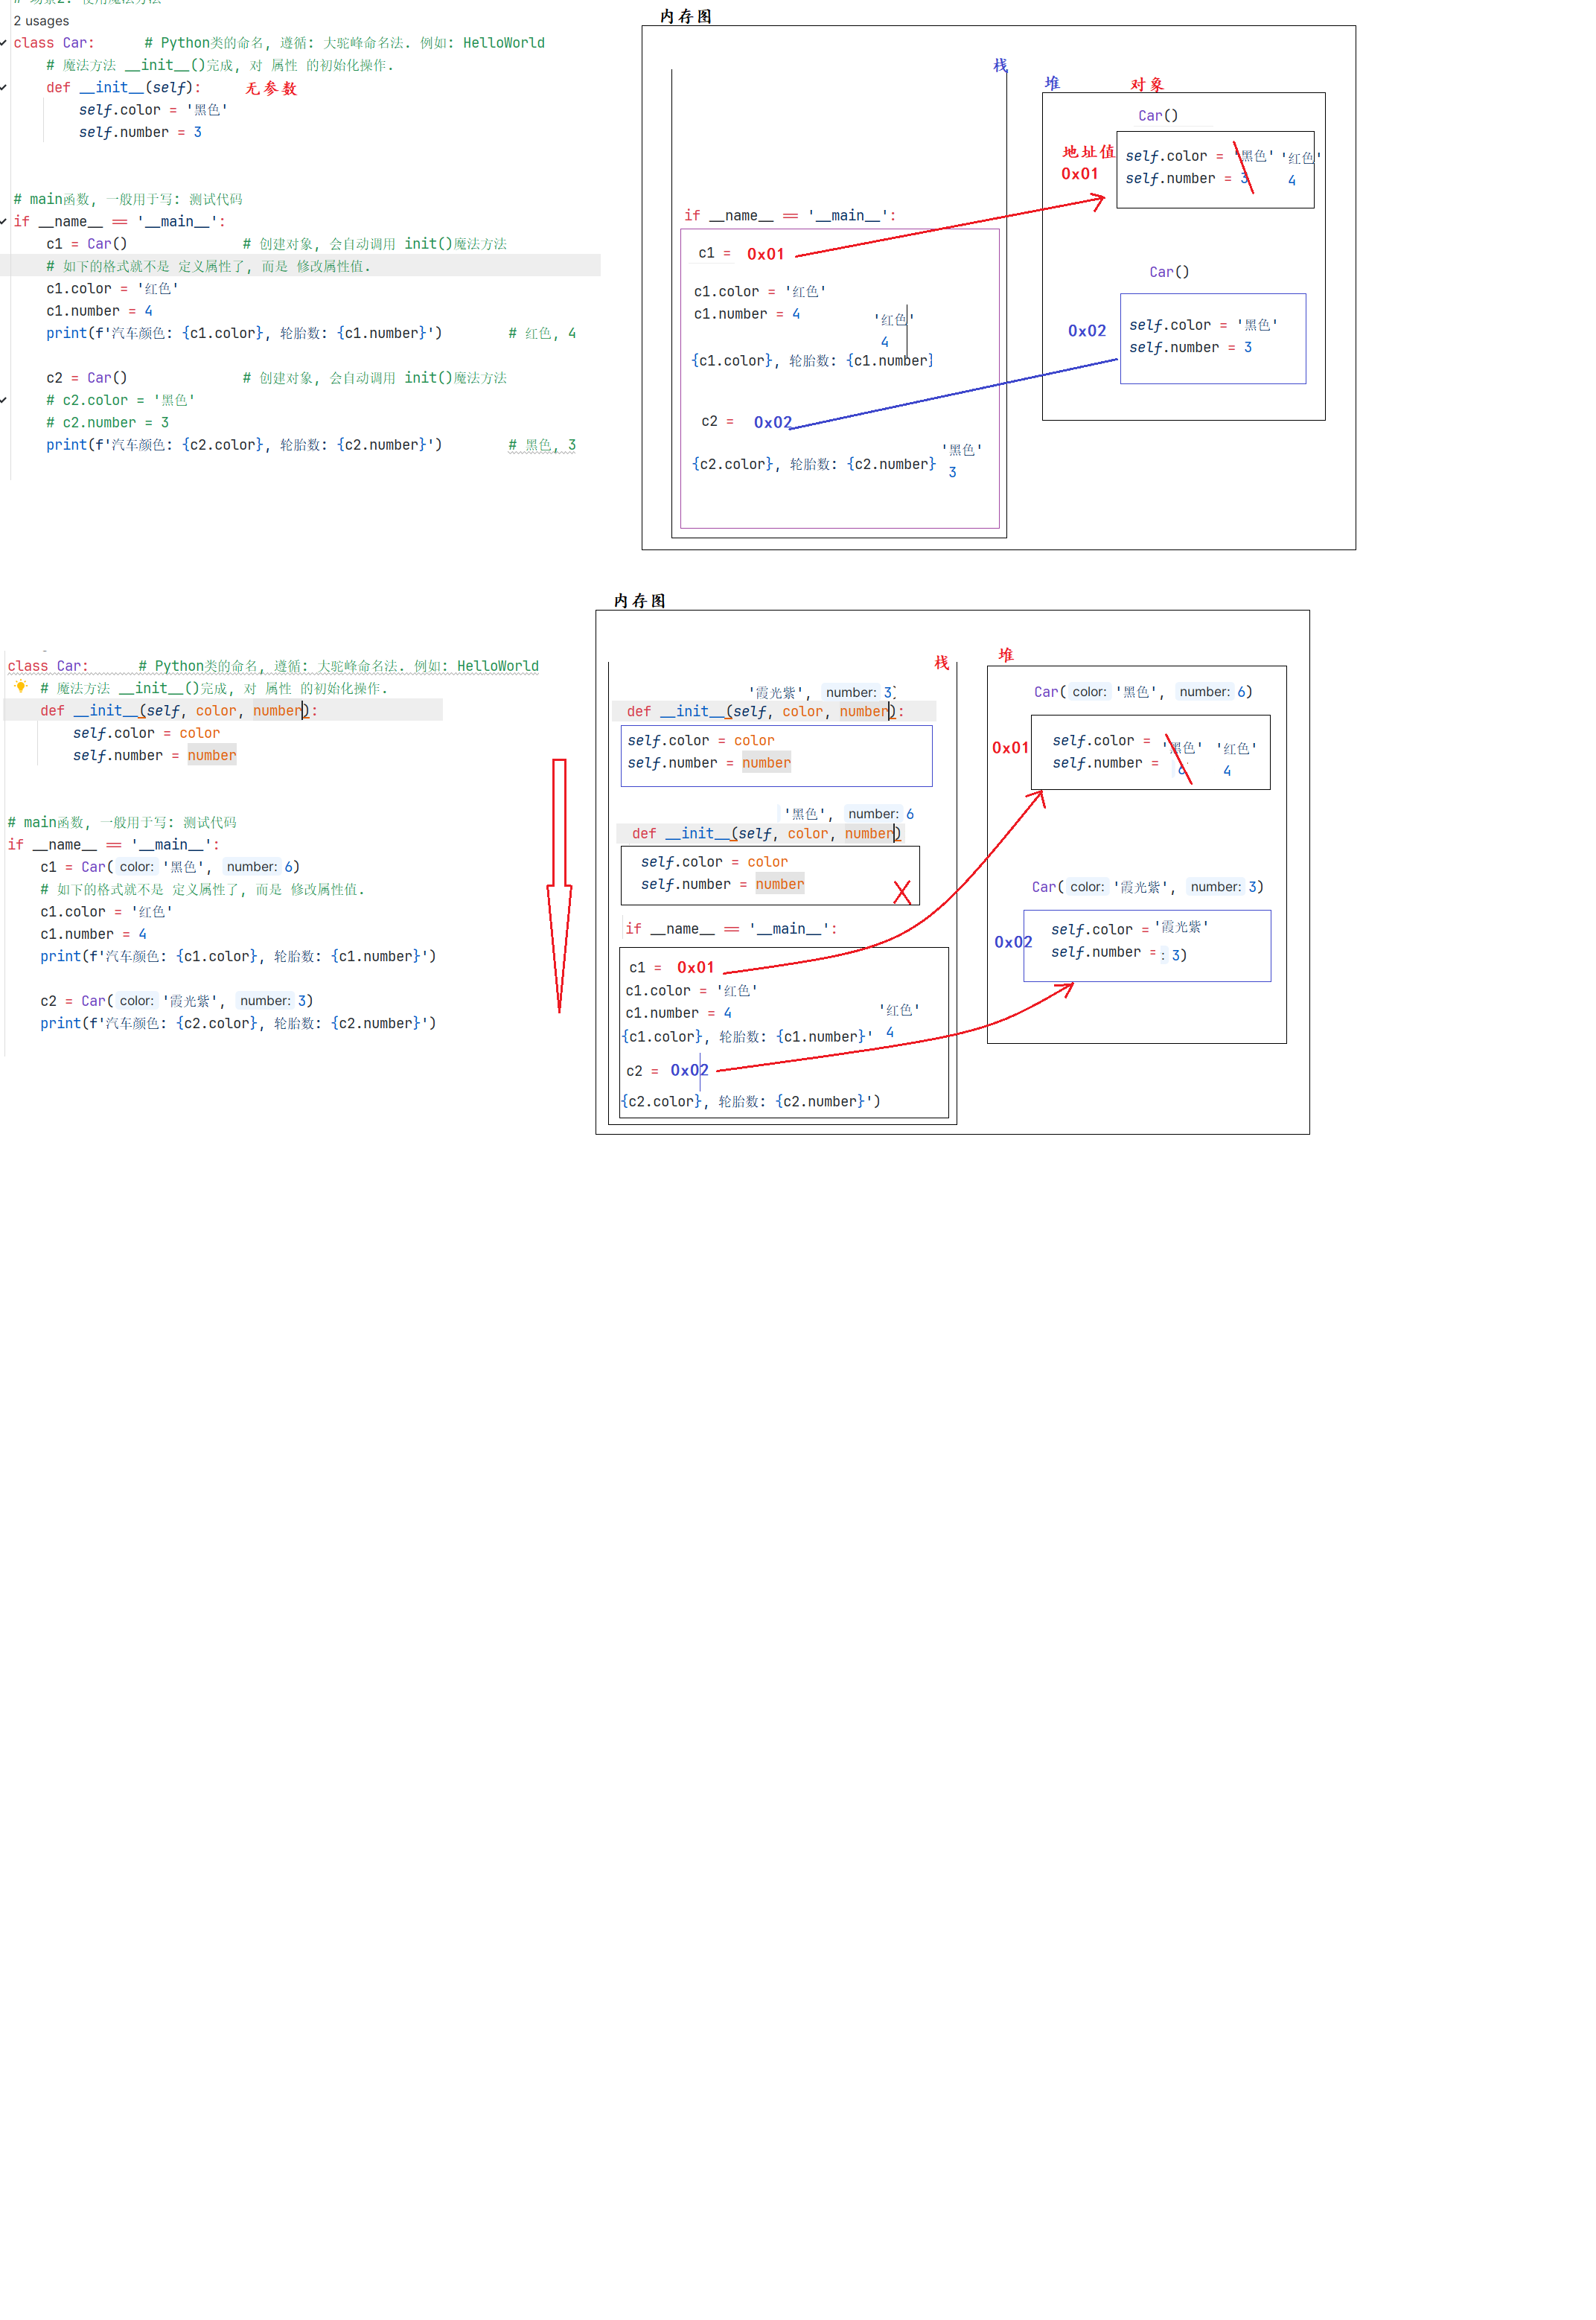 2 usages
class Car:      # Python类的命名, 遵循: 大驼峰命名法. 例如: HelloWorld
# 魔法方法 __init__()完成, 对 属性 的初始化操作.
def __init__(self):     无参数
self.color = '黑色'
self.number = 3
# main函数, 一般用于写: 测试代码
if __name__ == '__main__':
c1 = Car()              # 创建对象, 会自动调用 init()魔法方法
# 如下的格式就不是 定义属性了, 而是 修改属性值.
c1.color = '红色'
c1.number = 4
print(f'汽车颜色: {c1.color}, 轮胎数: {c1.number}')        # 红色, 4
c2 = Car()              # 创建对象, 会自动调用 init()魔法方法
# c2.color = '黑色'
# c2.number = 3
print(f'汽车颜色: {c2.color}, 轮胎数: {c2.number}')        # 黑色, 3
内存图
栈
if __name__ == '__main__':
c1 = 0x01
c1.color = '红色'
c1.number = 4
'红色'
4
{c1.color}, 轮胎数: {c1.number}
c2 = 0x02
{c2.color}, 轮胎数: {c2.number}
'黑色'
3
堆
对象
Car()
地址值
0x01
self.color = '黑色' '红色'
self.number = 3 4
Car()
0x02
self.color = '黑色'
self.number = 3
class Car:      # Python类的命名, 遵循: 大驼峰命名法. 例如: HelloWorld
# 魔法方法 __init__()完成, 对 属性 的初始化操作.
def __init__(self, color, number):
self.color = color
self.number = number
# main函数, 一般用于写: 测试代码
if __name__ == '__main__':
c1 = Car( color: '黑色', number: 6)
# 如下的格式就不是 定义属性了, 而是 修改属性值.
c1.color = '红色'
c1.number = 4
print(f'汽车颜色: {c1.color}, 轮胎数: {c1.number}')
c2 = Car( color: '霞光紫', number: 3)
print(f'汽车颜色: {c2.color}, 轮胎数: {c2.number}')
内存图
栈
'霞光紫', number: 3
def __init__(self, color, number):
self.color = color
self.number = number
'黑色', number: 6
def __init__(self, color, number)
self.color = color
self.number = number
if __name__ == '__main__':
c1 = 0x01
c1.color = '红色'
c1.number = 4
'红色'
4
{c1.color}, 轮胎数: {c1.number}'
c2 = 0x02
{c2.color}, 轮胎数: {c2.number}')
堆
Car( color: '黑色', number: 6)
0x01
self.color = '黑色' '红色'
self.number = 6 4
Car( color: '霞光紫', number: 3)
0x02
self.color = '霞光紫'
self.number = : 3)